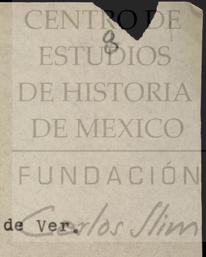 CENTRO DE
8
ESTUDIOS
DE HISTORIA
DE MEXICO
FUNDACIÓN
Carlos Slim
de Ver.